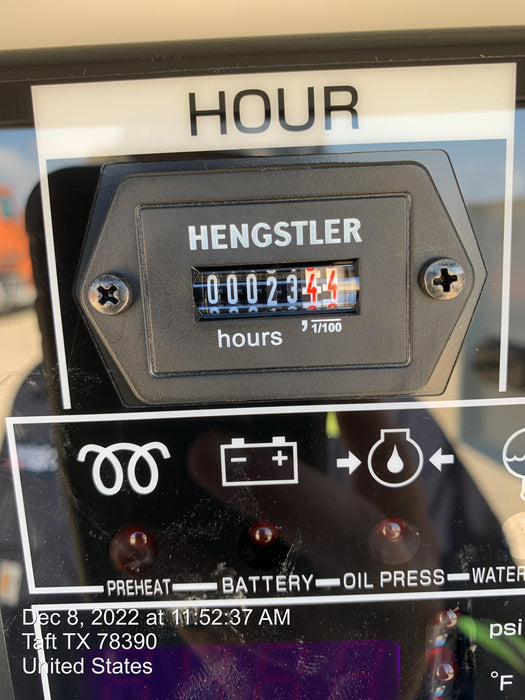 HOUR
HENGSTLER
0002344
hours , 1/100
PREHEAT BATTERY OIL PRESS WATER
Dec 8, 2022 at 11:52:37 AM
Taft TX 78390
United States
psi
°F